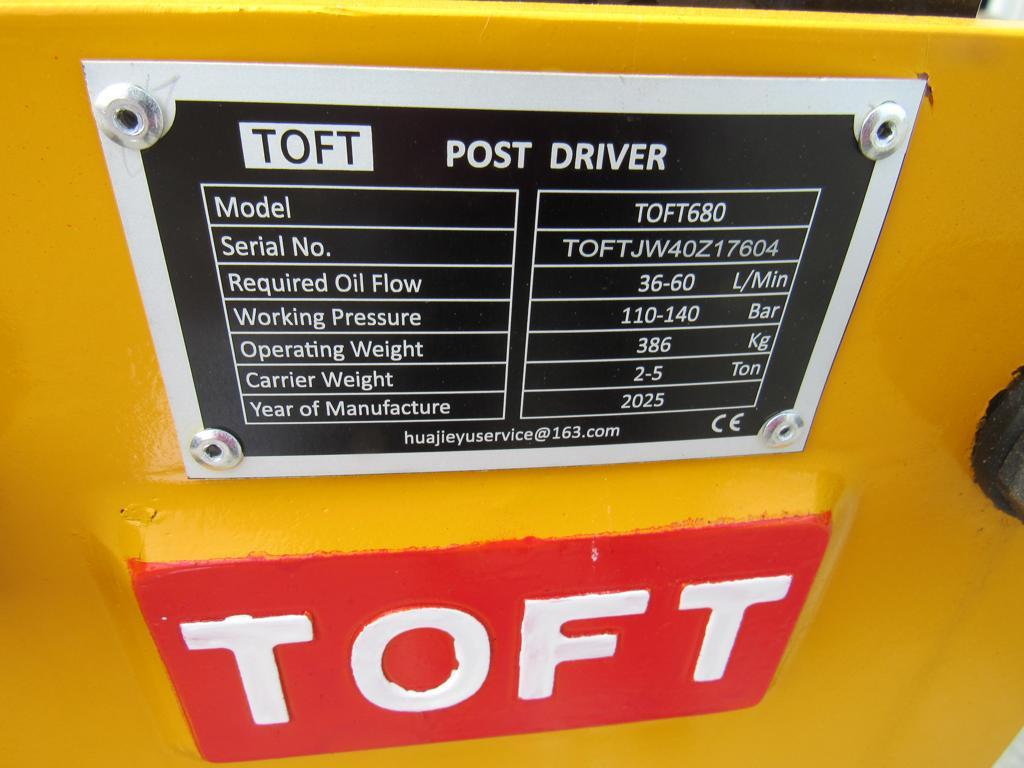 TOFT POST DRIVER
Model TOFT680
Serial No. TOFTJW40Z17604
Required Oil Flow 36-60 L/Min
Working Pressure 110-140 Bar
Operating Weight 386 Kg
Carrier Weight 2-5 Ton
Year of Manufacture 2025
huajieyuservice@163.com CE
TOFT